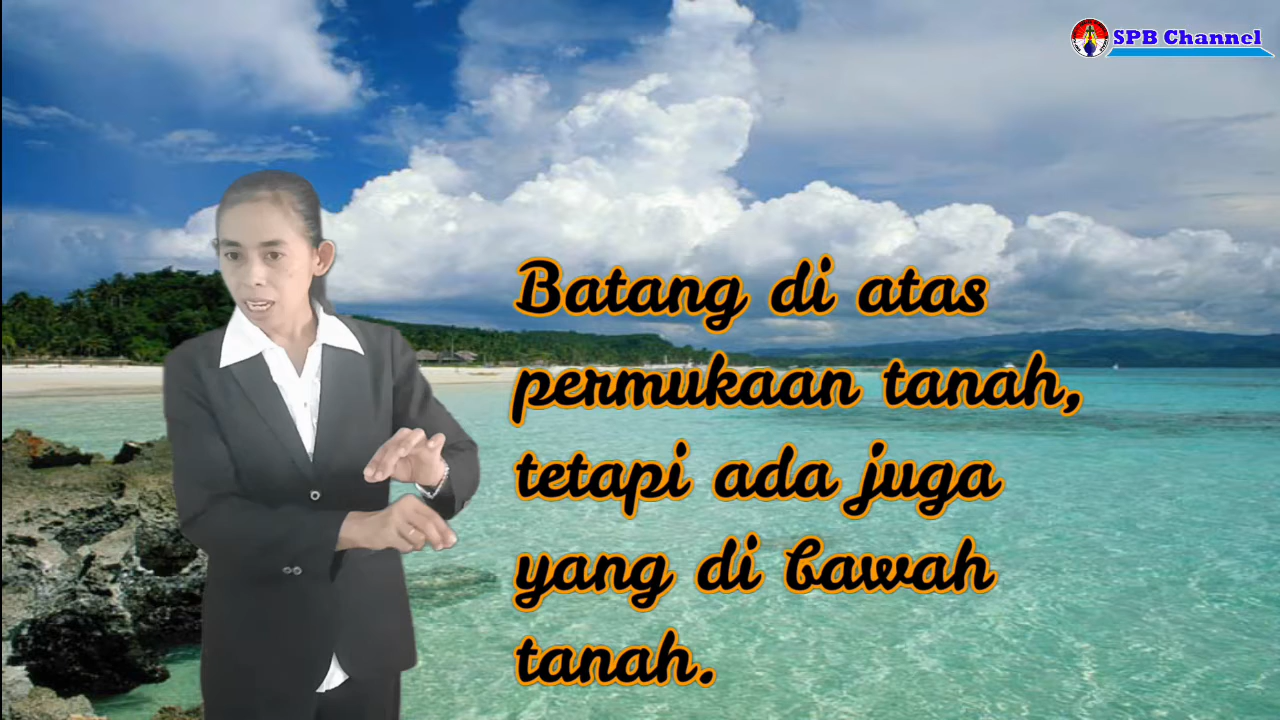 SPB Channel
Batang di atas
permukaan tanah,
tetapi ada juga
yang di bawah
tanah.